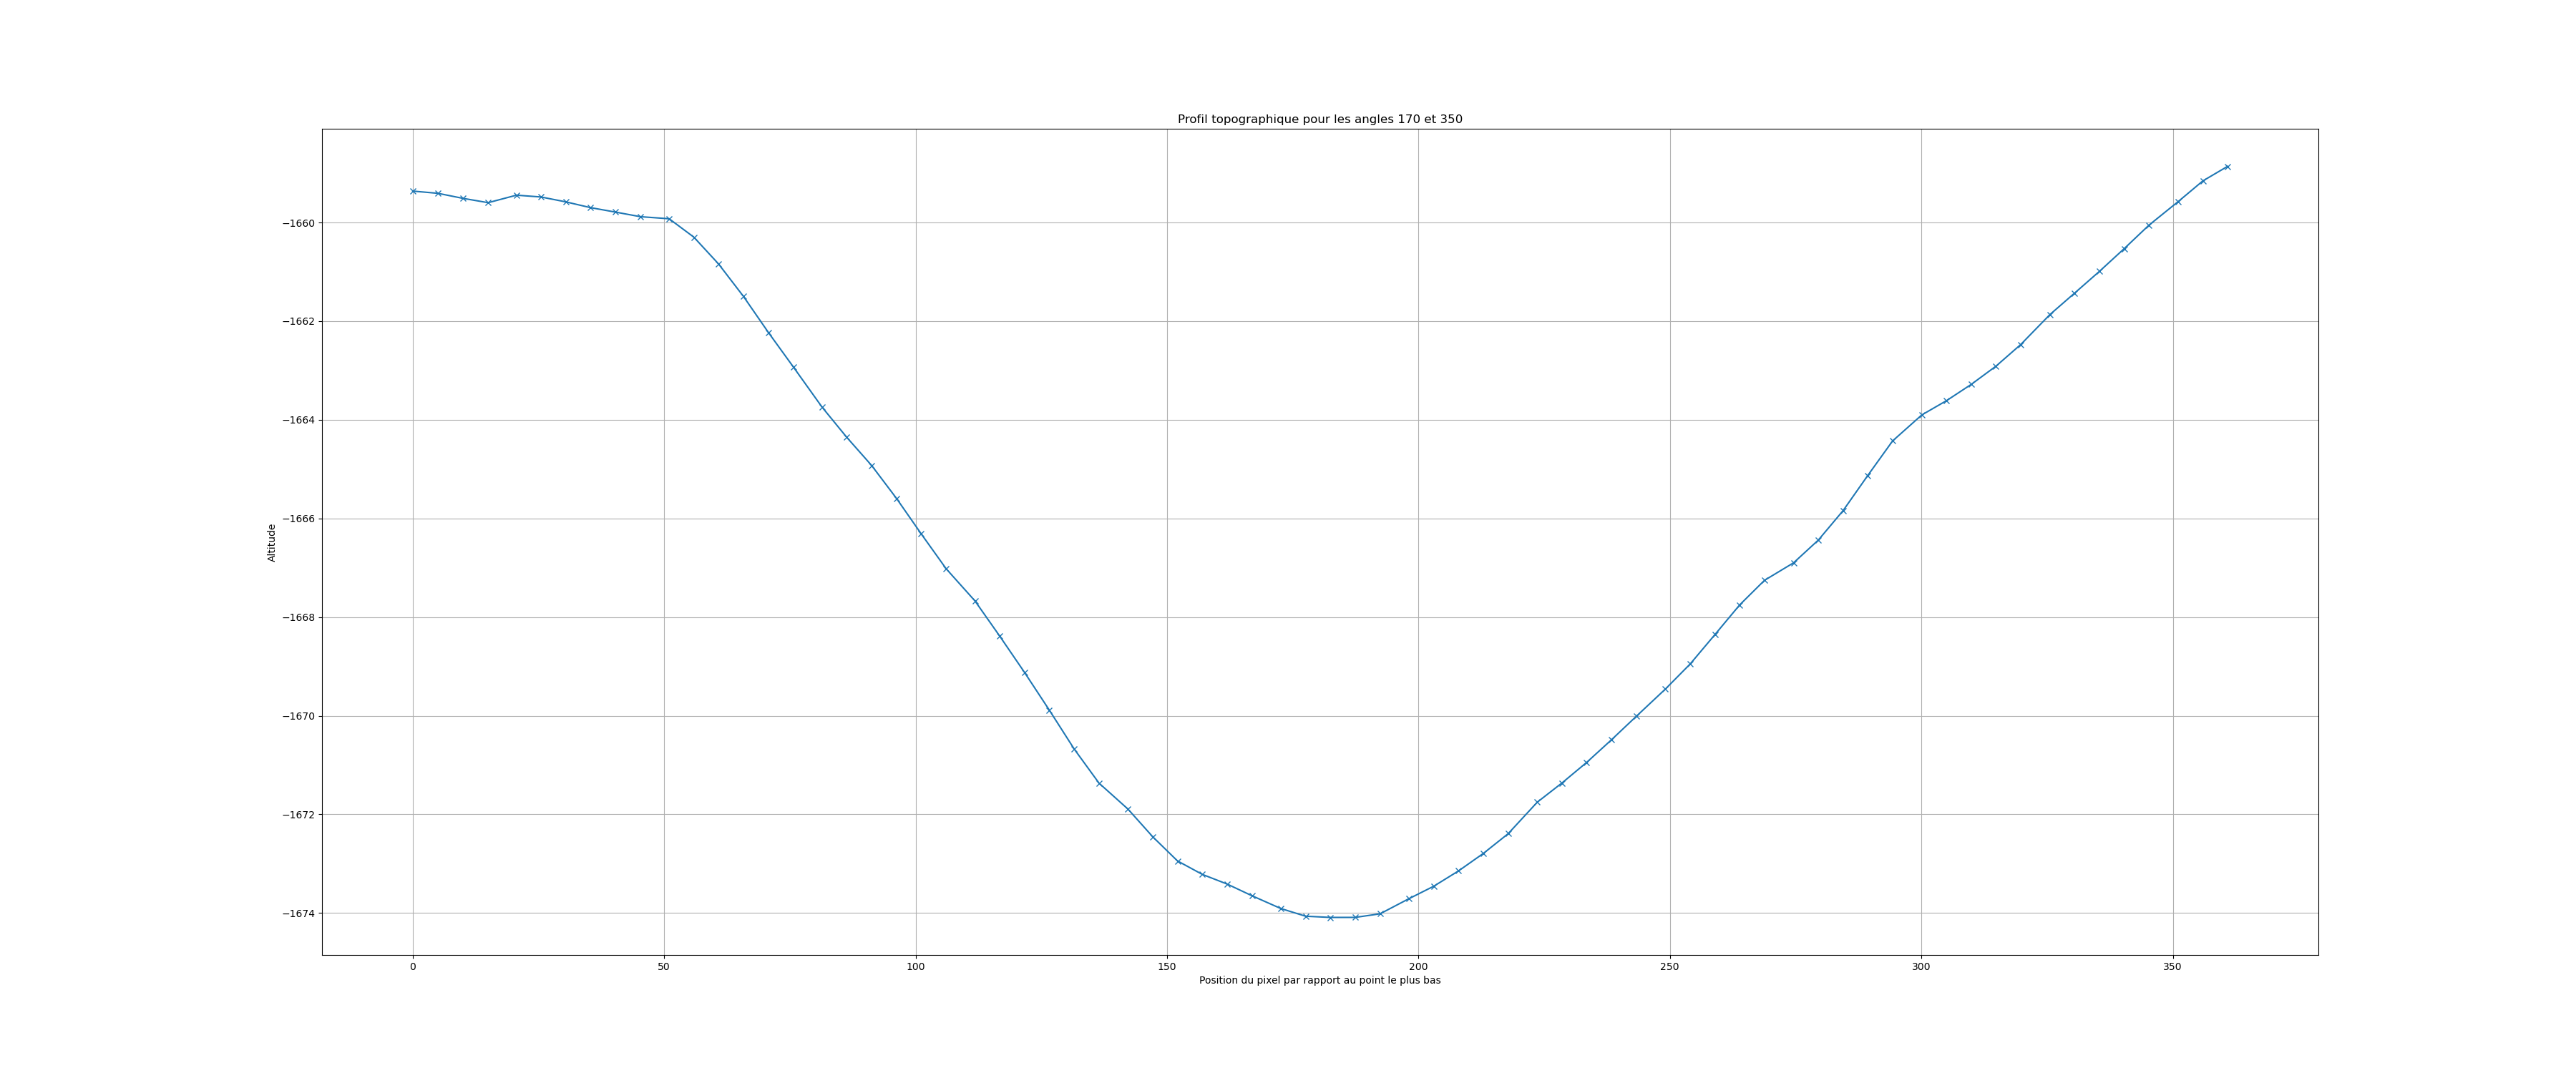 Profil topographique pour les angles 170 et 350
Altitude
−1660
−1662
−1664
−1666
−1668
−1670
−1672
−1674
0 50 100 150 200 250 300 350
Position du pixel par rapport au point le plus bas